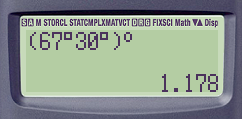 S A M STORCL STATCMPLXMATVCT D R G FIXSCI Math ▼▲ Disp
(67°30°)°
1.178